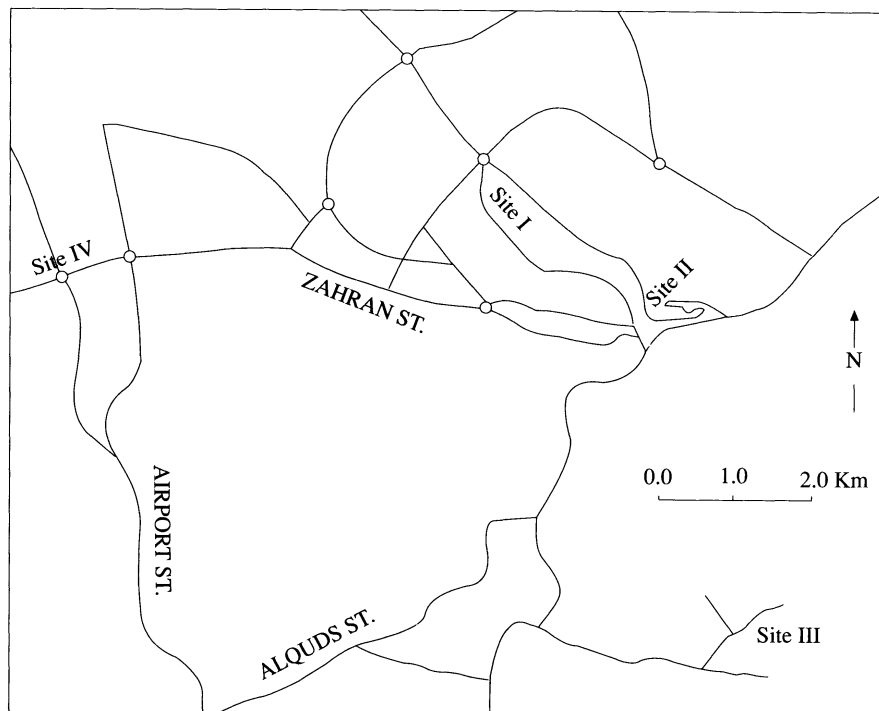 Site I
Site IV
Site II
ZAHRAN ST.
N
0.0 1.0 2.0 Km
AIRPORT ST.
ALQUDS ST.
Site III